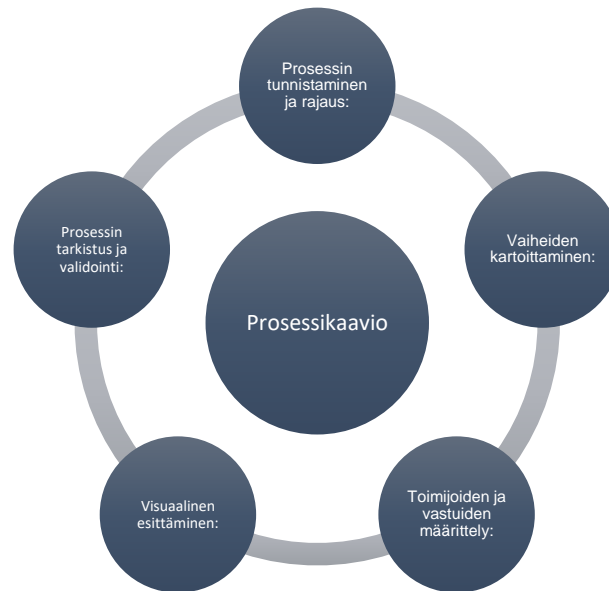 Prosessin
tunnistaminen
ja rajaus:
Vaiheiden
kartoittaminen:
Toimijoiden ja
vastuiden
määrittely:
Visuaalinen
esittäminen:
Prosessin
tarkistus ja
validointi:
Prosessikaavio